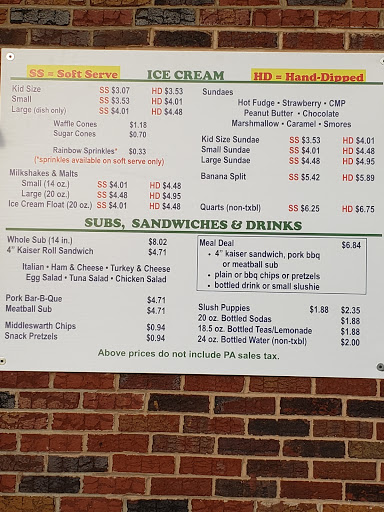 SS = Soft Serve ICE CREAM HD = Hand-Dipped
Kid Size SS $3.07 HD $3.53
Small SS $3.53 HD $4.01
Large (dish only) SS $4.01 HD $4.48
Waffle Cones $1.18
Sugar Cones $0.70
Rainbow Sprinkles* $0.33
(*sprinkles available on soft serve only)
Milkshakes & Malts
Small (14 oz.) SS $4.01 HD $4.48
Large (20 oz.) SS $4.48 HD $4.95
Ice Cream Float (20 oz.) SS $4.01 HD $4.48
Sundaes
Hot Fudge • Strawberry • CMP
Peanut Butter • Chocolate
Marshmallow • Caramel • Smores
Kid Size Sundae SS $3.53 HD $4.01
Small Sundae SS $4.01 HD $4.48
Large Sundae SS $4.48 HD $4.95
Banana Split SS $5.42 HD $5.89
Quarts (non-txbl) SS $6.25 HD $6.75
SUBS, SANDWICHES & DRINKS
Whole Sub (14 in.) $8.02
4" Kaiser Roll Sandwich $4.71
Italian • Ham & Cheese • Turkey & Cheese
Egg Salad • Tuna Salad • Chicken Salad
Pork Bar-B-Que $4.71
Meatball Sub $4.71
Middleswarth Chips $0.94
Snack Pretzels $0.94
Meal Deal $6.84
• 4" kaiser sandwich, pork bbq
or meatball sub
• plain or bbq chips or pretzels
• bottled drink or small slushie
Slush Puppies $1.88 $2.35
20 oz. Bottled Sodas $1.88
18.5 oz. Bottled Teas/Lemonade $1.88
24 oz. Bottled Water (non-txbl) $2.00
Above prices do not include PA sales tax.